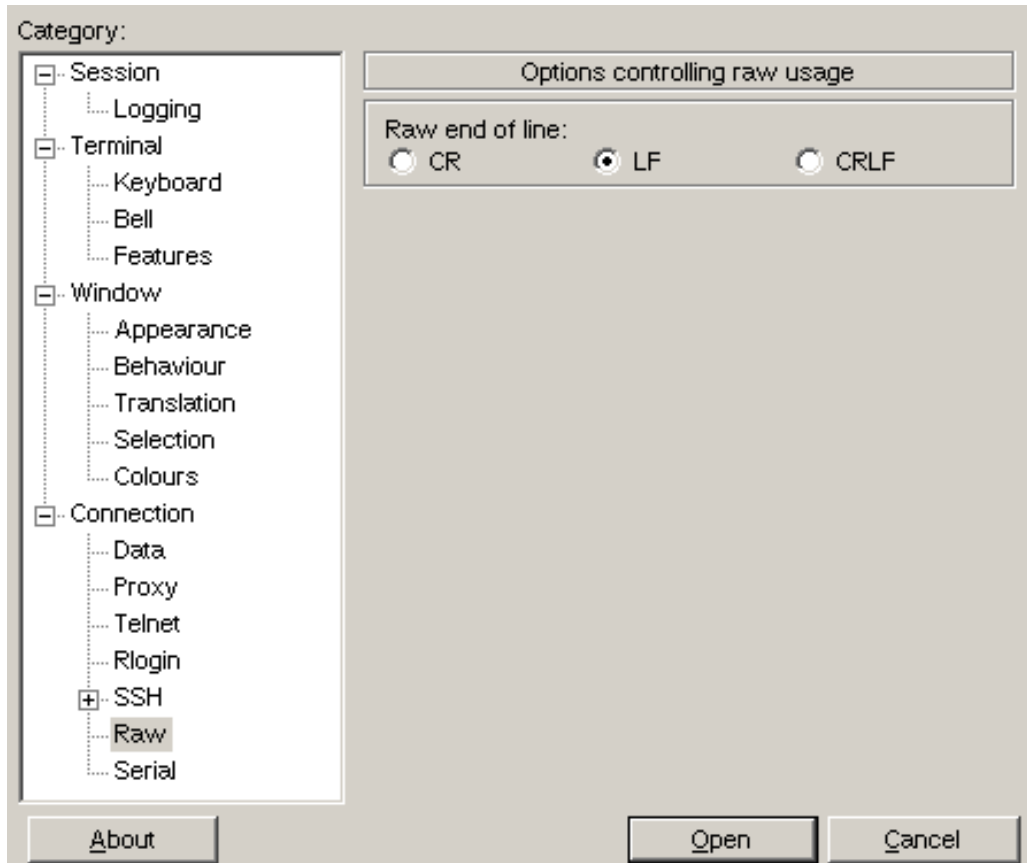 Category:
Session
Logging
Terminal
Keyboard
Bell
Features
Window
Appearance
Behaviour
Translation
Selection
Colours
Connection
Data
Proxy
Telnet
Rlogin
SSH
Raw
Serial
Options controlling raw usage
Raw end of line:
CR LF CRLF
About Open Cancel